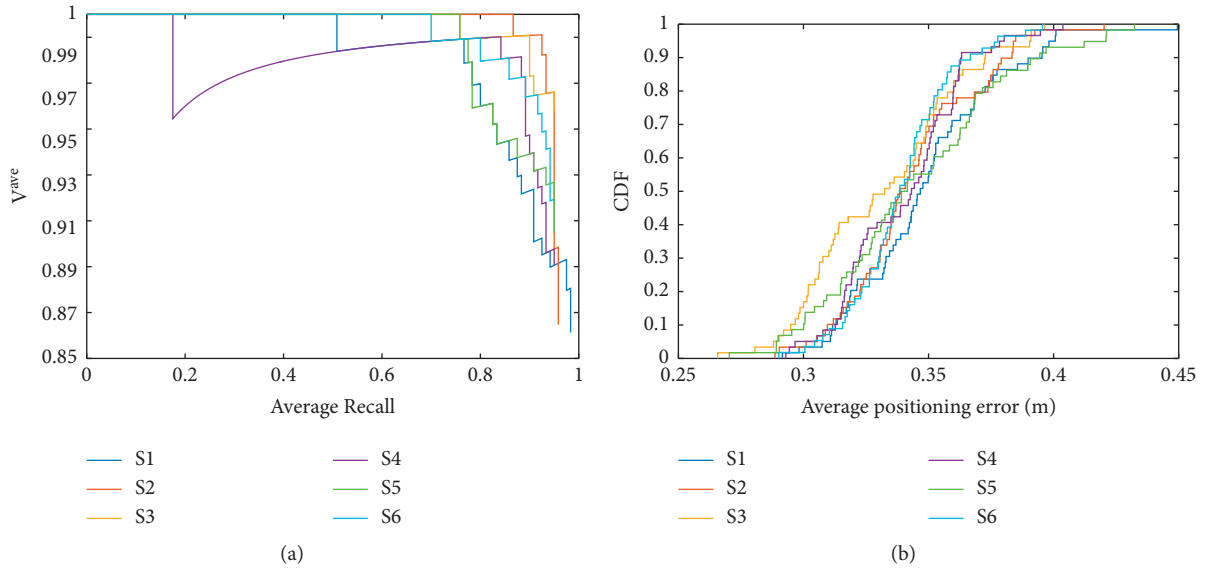 1
0.99
0.97
0.95
0.93
0.91
0.89
0.87
0.85
V^ave
0 0.2 0.4 0.6 0.8 1
Average Recall
S1 S4
S2 S5
S3 S6
(a)
1
0.9
0.8
0.7
0.6
0.5
0.4
0.3
0.2
0.1
0
CDF
0.25 0.3 0.35 0.4 0.45
Average positioning error (m)
S1 S4
S2 S5
S3 S6
(b)